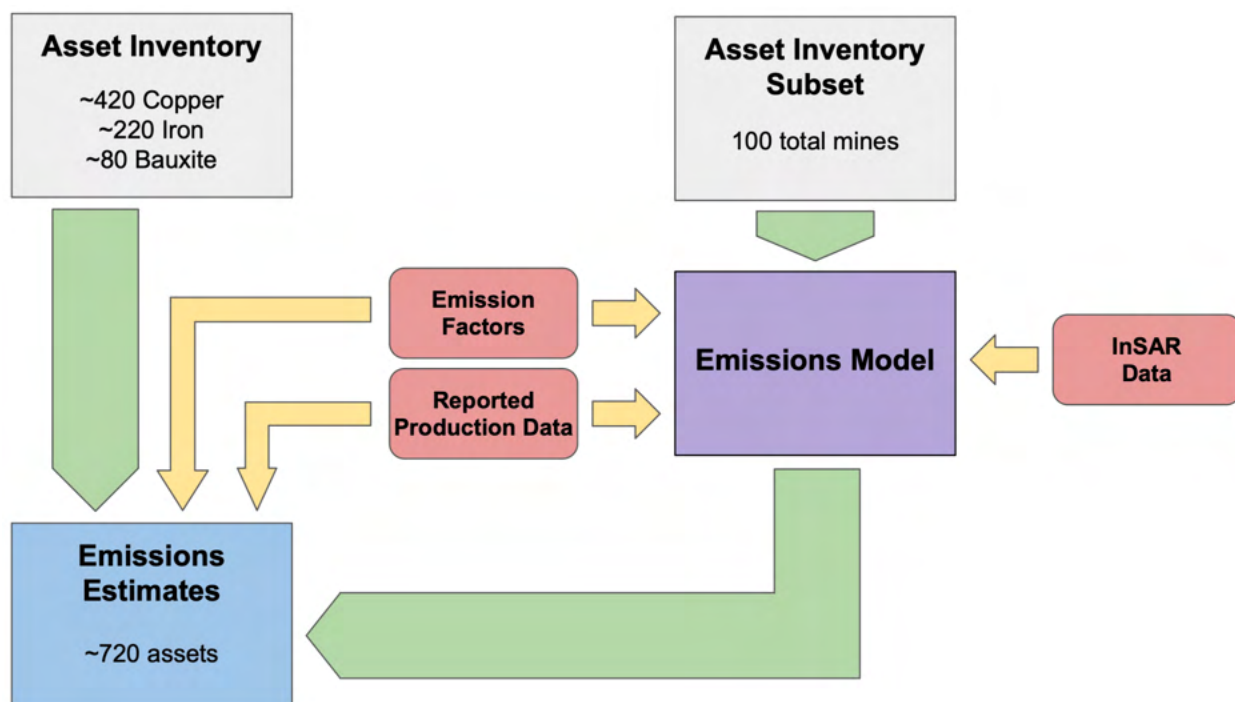 Asset Inventory
~420 Copper
~220 Iron
~80 Bauxite
Asset Inventory
Subset
100 total mines
Emission
Factors
Reported
Production Data
Emissions Model
InSAR
Data
Emissions
Estimates
~720 assets